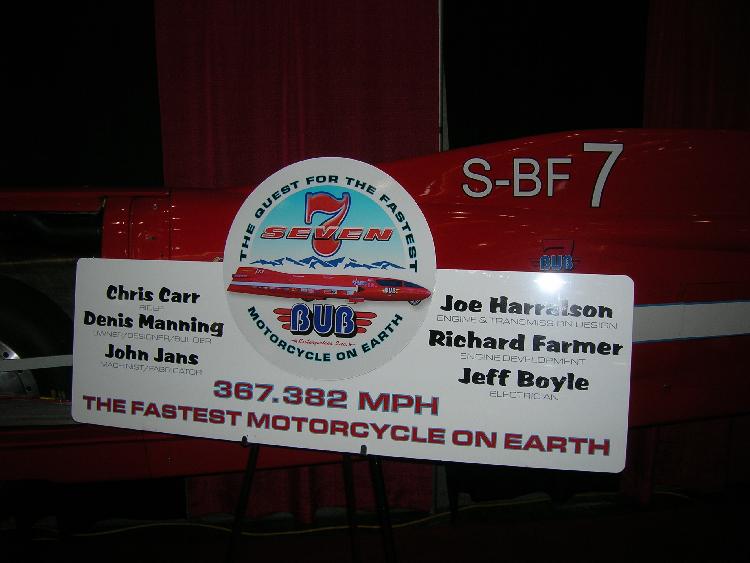 S-BF 7
THE QUEST FOR THE FASTEST
7
SEVEN
BUB
Enterprises Inc.
MOTORCYCLE ON EARTH
BUB
Chris Carr
RIDER
Denis Manning
OWNER/DESIGNER/BUILDER
John Jans
MACHINIST/FABRICATOR
Joe Harralson
ENGINE & TRANSMISSION DESIGN
Richard Farmer
ENGINE DEVELOPMENT
Jeff Boyle
ELECTRICIAN
367.382 MPH
THE FASTEST MOTORCYCLE ON EARTH